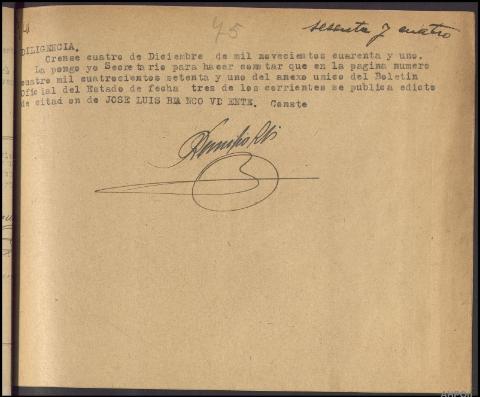 75
sesenta y cuatro
DILIGENCIA.
Orense cuatro de Diciembre de mil novecientos cuarenta y uno.
La pongo yo Secretario para hacer constar que en la pagina numero
cuatro mil cuatrocientos setenta y uno del anexo unico del Boletin
Oficial del Estado de fecha tres de los corrientes se publica edicto
de citacion de JOSE LUIS BLANCO VICENTE. Conste